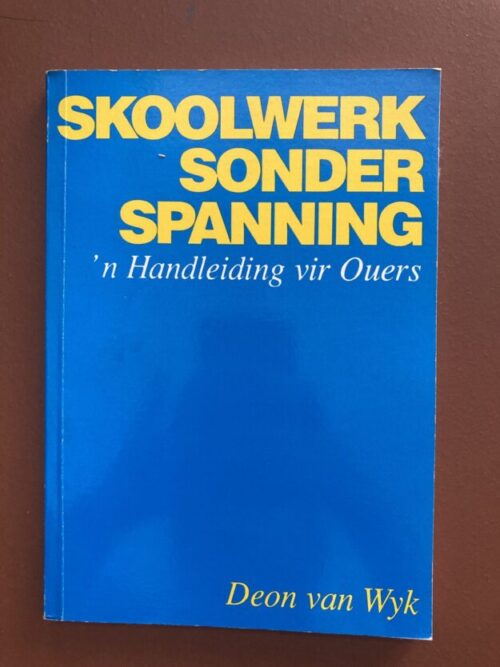 SKOOLWERK
SONDER
SPANNING
'n Handleiding vir Ouers
Deon van Wyk